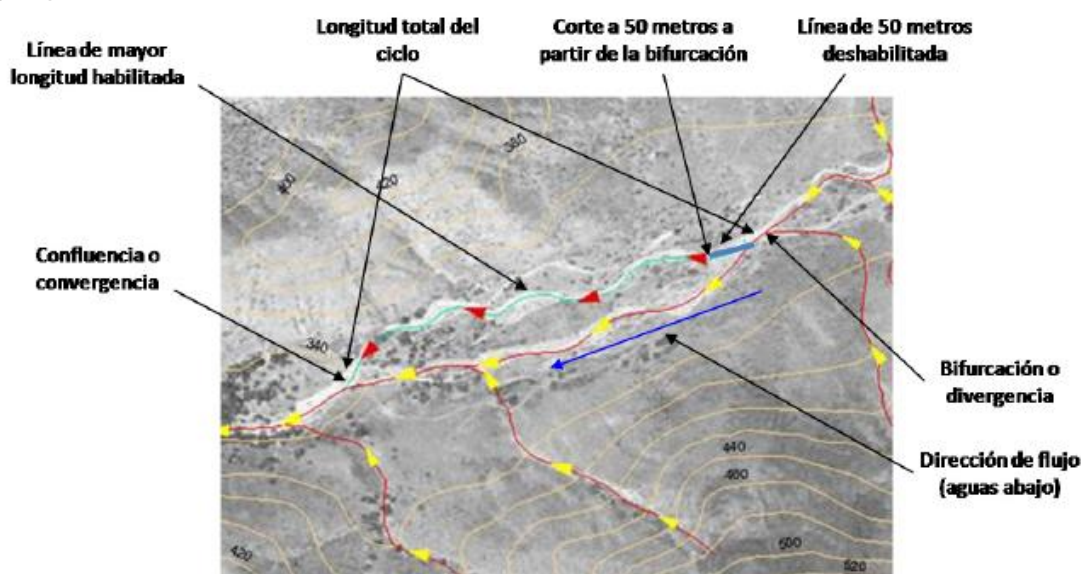 Línea de mayor
longitud habilitada
Longitud total del
ciclo
Corte a 50 metros a
partir de la bifurcación
Línea de 50 metros
deshabilitada
Confluencia o
convergencia
Bifurcación o
divergencia
Dirección de flujo
(aguas abajo)
400
420
380
340
440
460
500
520
420